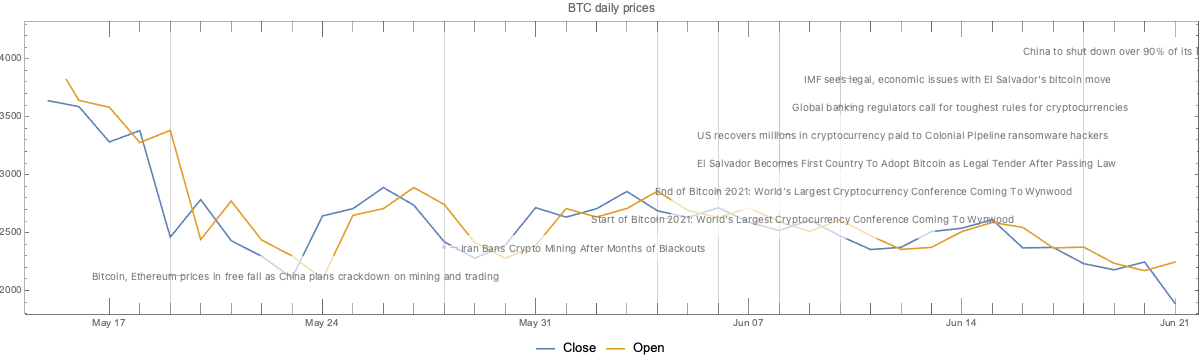 BTC daily prices
China to shut down over 90% of its
4000
IMF sees legal, economic issues with El Salvador's bitcoin move
Global banking regulators call for toughest rules for cryptocurrencies
3500
US recovers millions in cryptocurrency paid to Colonial Pipeline ransomware hackers
El Salvador Becomes First Country To Adopt Bitcoin as Legal Tender After Passing Law
3000
End of Bitcoin 2021: World's Largest Cryptocurrency Conference Coming To Wynwood
Start of Bitcoin 2021: World's Largest Cryptocurrency Conference Coming To Wynwood
2500
Iran Bans Crypto Mining After Months of Blackouts
Bitcoin, Ethereum prices in free fall as China plans crackdown on mining and trading
2000
May 17 May 24 May 31 Jun 07 Jun 14 Jun 21
Close Open